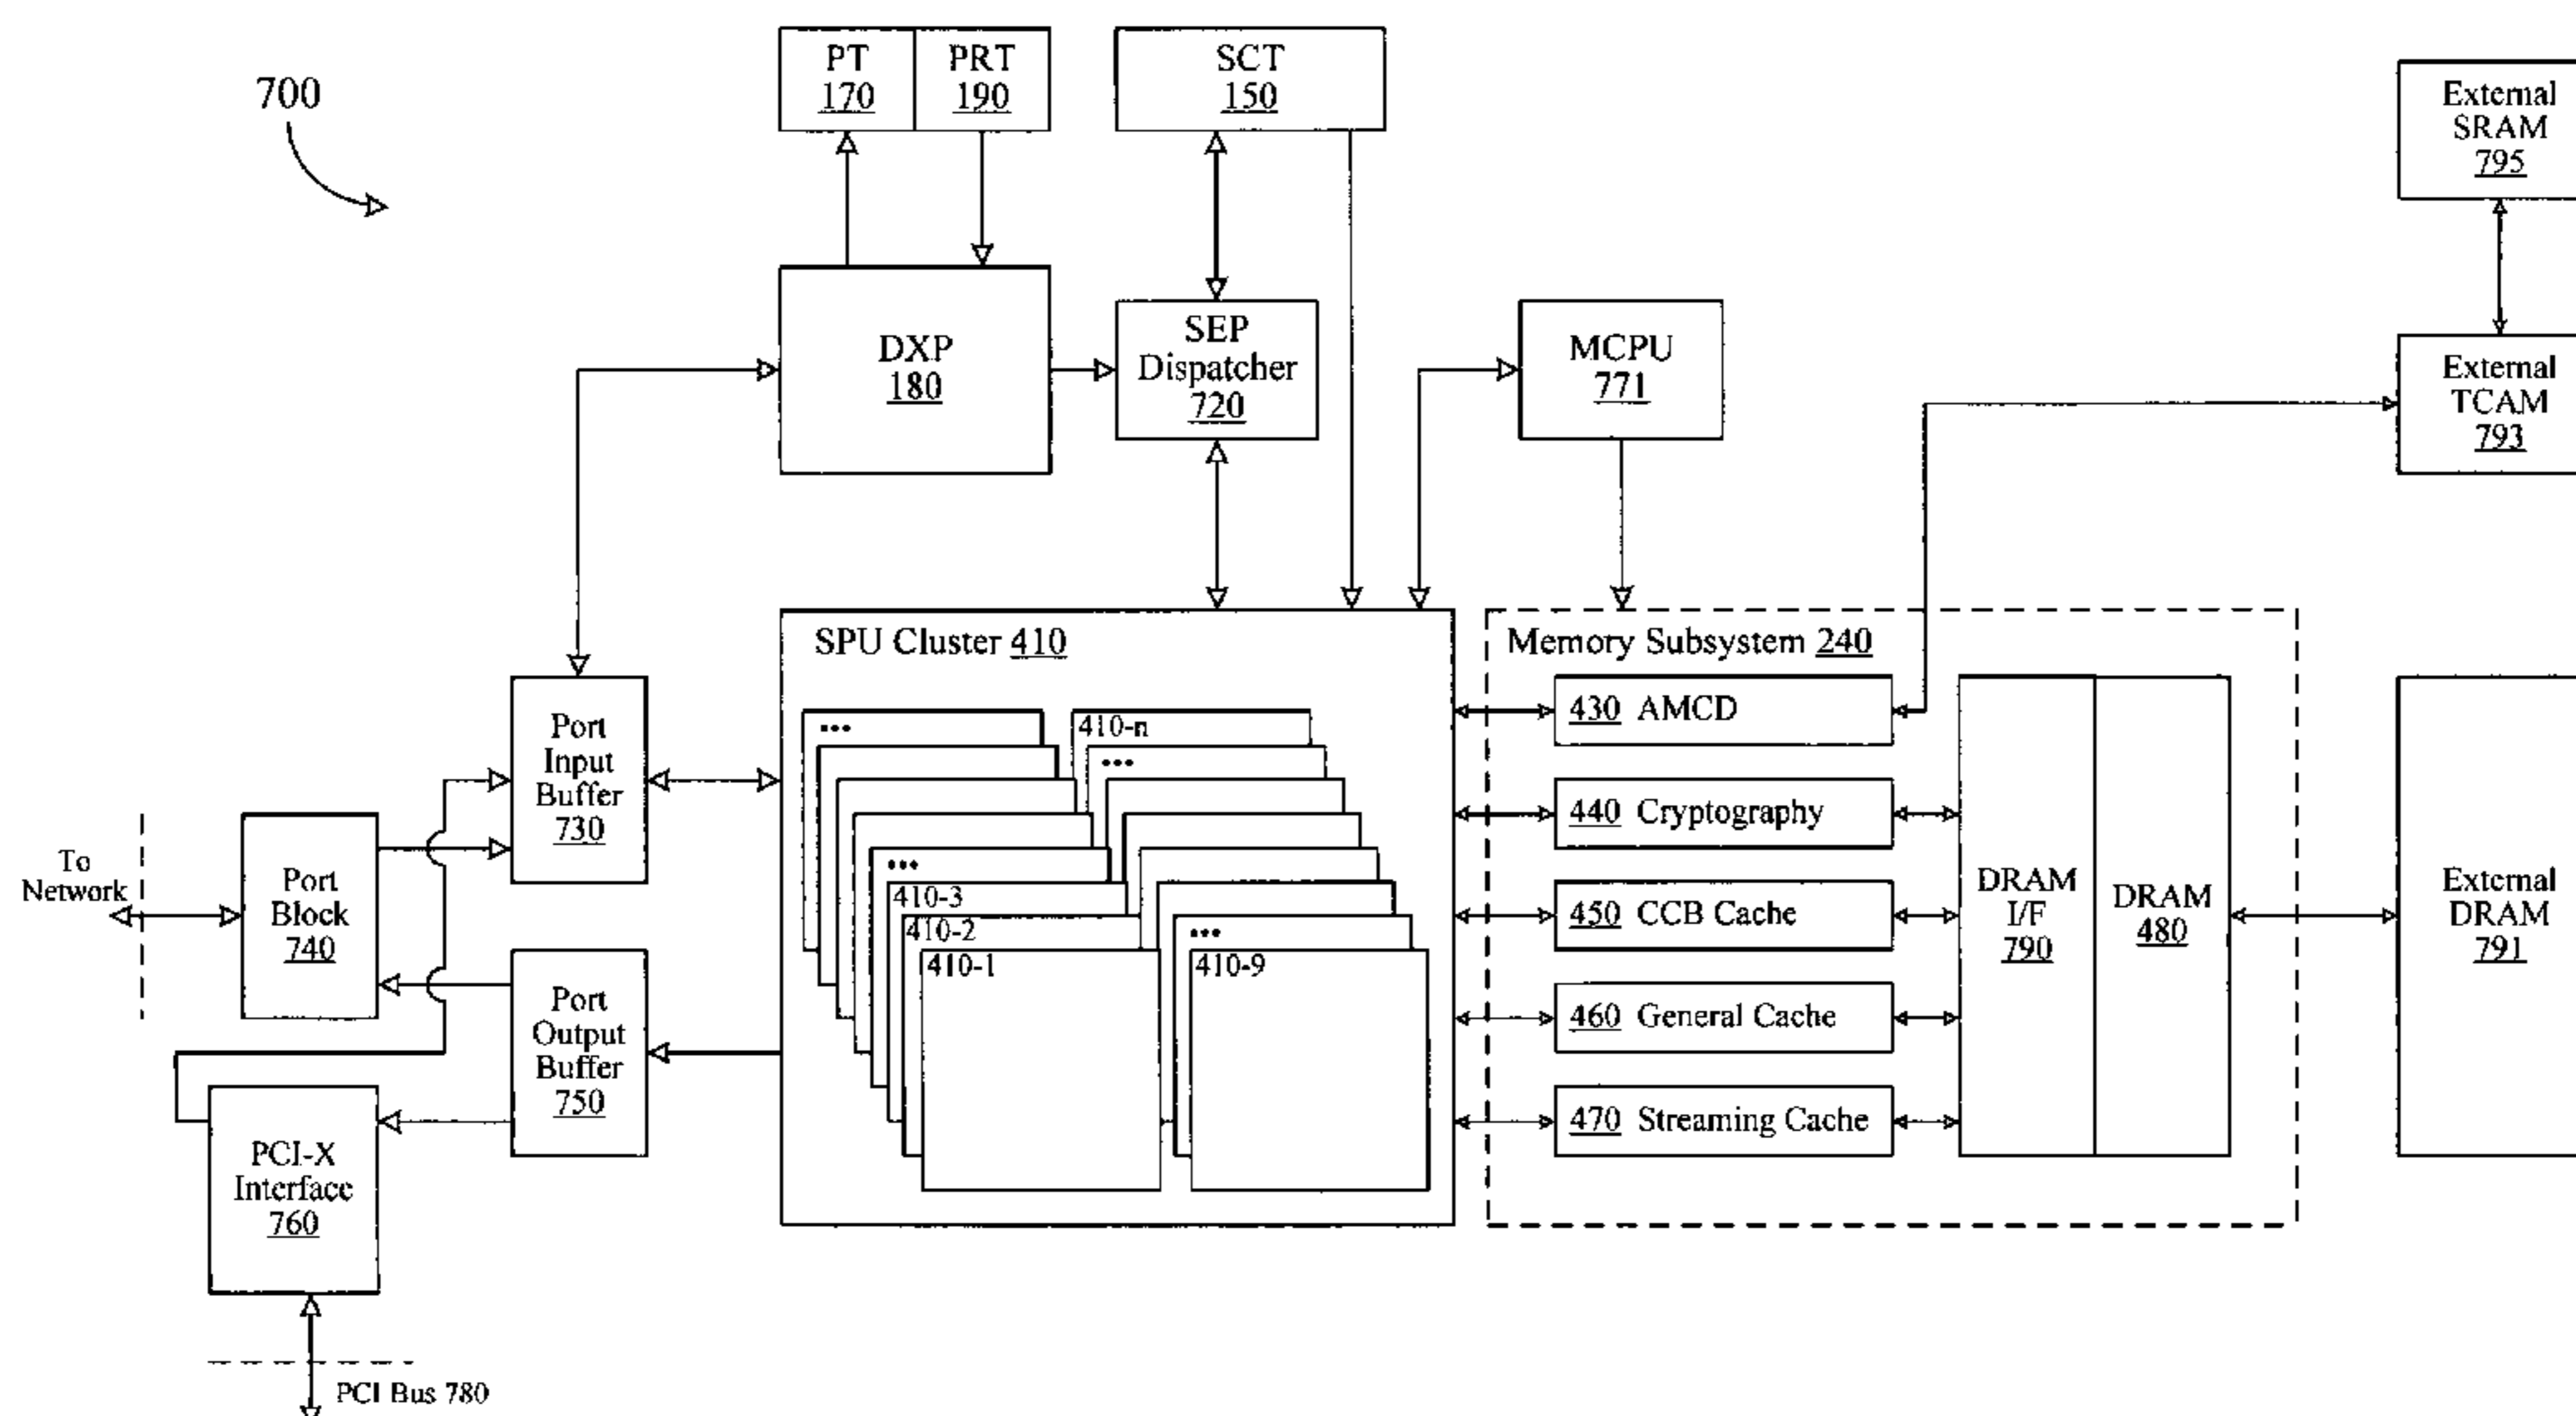 700
PT
170
PRT
190
SCT
150
External
SRAM
795
DXP
180
SEP
Dispatcher
720
MCPU
771
External
TCAM
793
SPU Cluster 410
•••
410-n
•••
•••
410-3
410-2
•••
410-1
410-9
Memory Subsystem 240
430 AMCD
440 Cryptography
450 CCB Cache
460 General Cache
470 Streaming Cache
DRAM
I/F
790
DRAM
480
External
DRAM
791
Port
Input
Buffer
730
To
Network
Port
Block
740
Port
Output
Buffer
750
PCI-X
Interface
760
PCI Bus 780